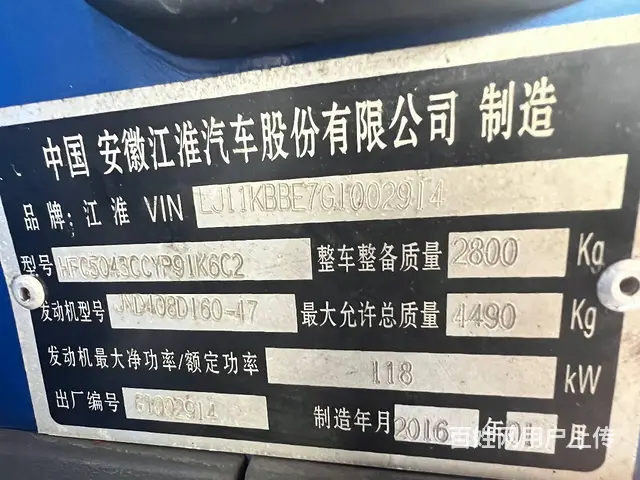 中国 安徽江淮汽车股份有限公司 制造
品牌:江淮 VIN LJ11KBBE7G1002914
型号 HFC5043CCYP91K6C2 整车整备质量 2800 Kg
发动机型号 JND408D160-47 最大允许总质量 4490 Kg
发动机最大净功率/额定功率 118 kW
出厂编号 G1002914 制造年月 2016 年 01 月
百姓网用户上传